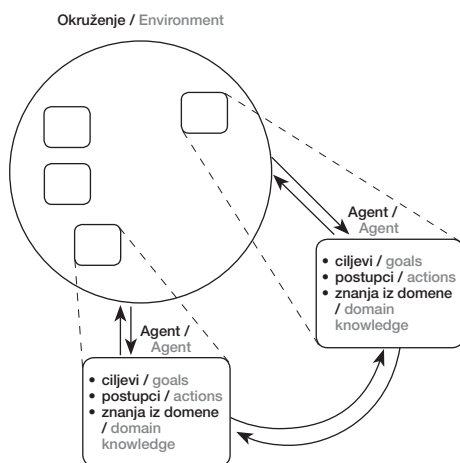 Okruženje / Environment
Agent /
Agent
• ciljevi / goals
• postupci / actions
• znanja iz domene
/ domain
knowledge
Agent /
Agent
• ciljevi / goals
• postupci / actions
• znanja iz domene
/ domain
knowledge